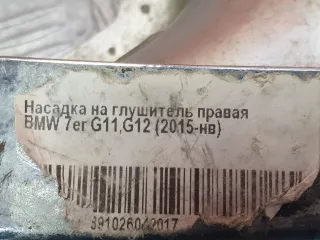 Насадка на глушитель правая
BMW 7er G11,G12 (2015-нв)
391026042017